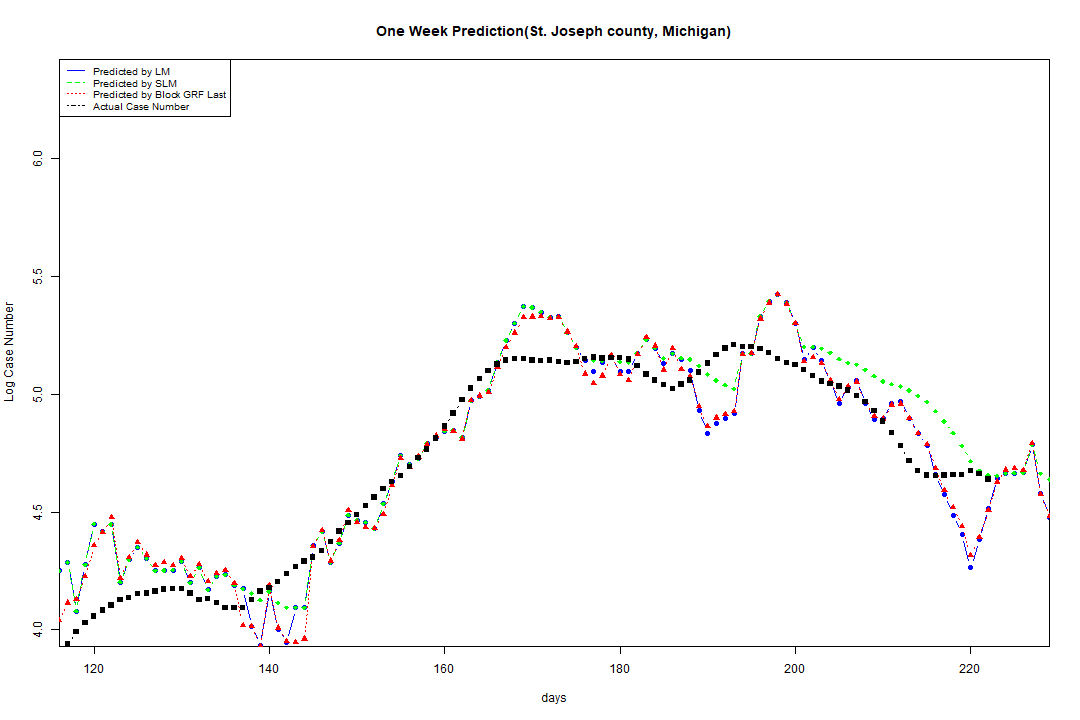 One Week Prediction(St. Joseph county, Michigan)
Predicted by LM
Predicted by SLM
Predicted by Block GRF Last
Actual Case Number
Log Case Number
6.0
5.5
5.0
4.5
4.0
120 140 160 180 200 220
days